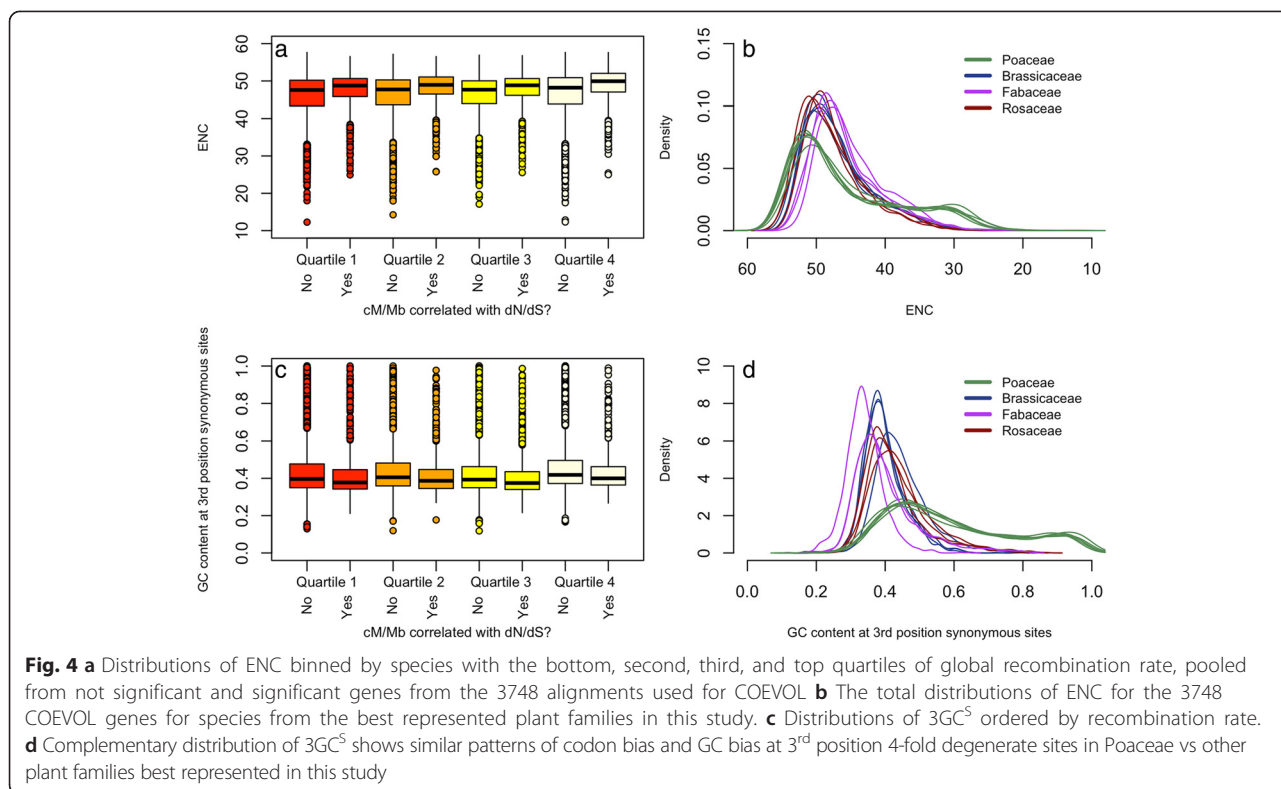 a
ENC
60
50
40
30
20
10
Quartile 1
Quartile 2
Quartile 3
Quartile 4
No
Yes
No
Yes
No
Yes
No
Yes
cM/Mb correlated with dN/dS?
b
Density
0.15
0.10
0.05
0.00
Poaceae
Brassicaceae
Fabaceae
Rosaceae
60
50
40
30
20
10
ENC
c
GC content at 3rd position synonymous sites
1.0
0.8
0.6
0.4
0.2
0.0
Quartile 1
Quartile 2
Quartile 3
Quartile 4
No
Yes
No
Yes
No
Yes
No
Yes
cM/Mb correlated with dN/dS?
d
Density
10
8
6
4
2
0
Poaceae
Brassicaceae
Fabaceae
Rosaceae
0.0
0.2
0.4
0.6
0.8
1.0
GC content at 3rd position synonymous sites
Fig. 4 a Distributions of ENC binned by species with the bottom, second, third, and top quartiles of global recombination rate, pooled
from not significant and significant genes from the 3748 alignments used for COEVOL b The total distributions of ENC for the 3748
COEVOL genes for species from the best represented plant families in this study. c Distributions of 3GCˢ ordered by recombination rate.
d Complementary distribution of 3GCˢ shows similar patterns of codon bias and GC bias at 3ʳᵈ position 4-fold degenerate sites in Poaceae vs other
plant families best represented in this study